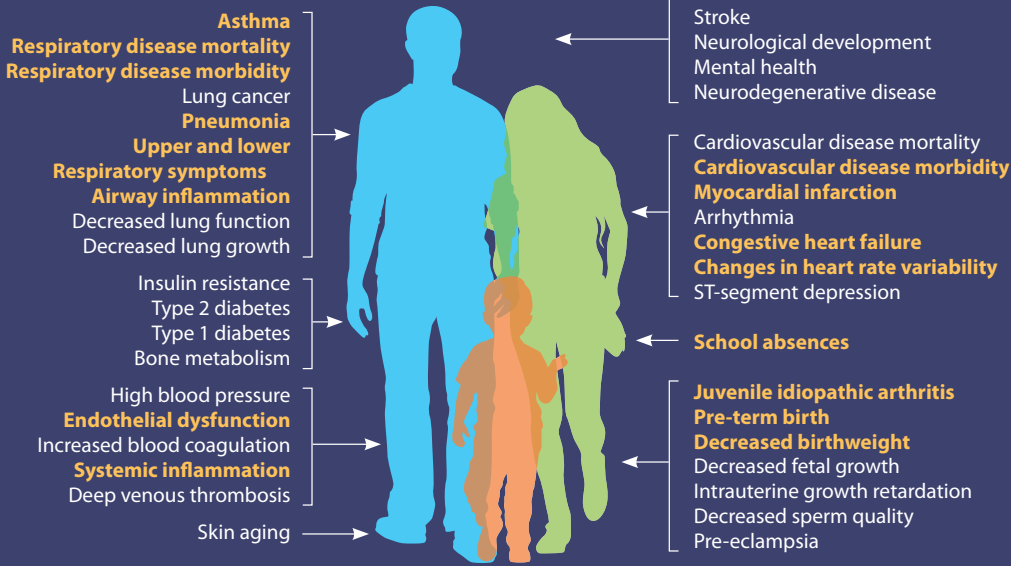 Asthma
Respiratory disease mortality
Respiratory disease morbidity
Lung cancer
Pneumonia
Upper and lower
Respiratory symptoms
Airway inflammation
Decreased lung function
Decreased lung growth
Insulin resistance
Type 2 diabetes
Type 1 diabetes
Bone metabolism
High blood pressure
Endothelial dysfunction
Increased blood coagulation
Systemic inflammation
Deep venous thrombosis
Skin aging
Stroke
Neurological development
Mental health
Neurodegenerative disease
Cardiovascular disease mortality
Cardiovascular disease morbidity
Myocardial infarction
Arrhythmia
Congestive heart failure
Changes in heart rate variability
ST-segment depression
School absences
Juvenile idiopathic arthritis
Pre-term birth
Decreased birthweight
Decreased fetal growth
Intrauterine growth retardation
Decreased sperm quality
Pre-eclampsia